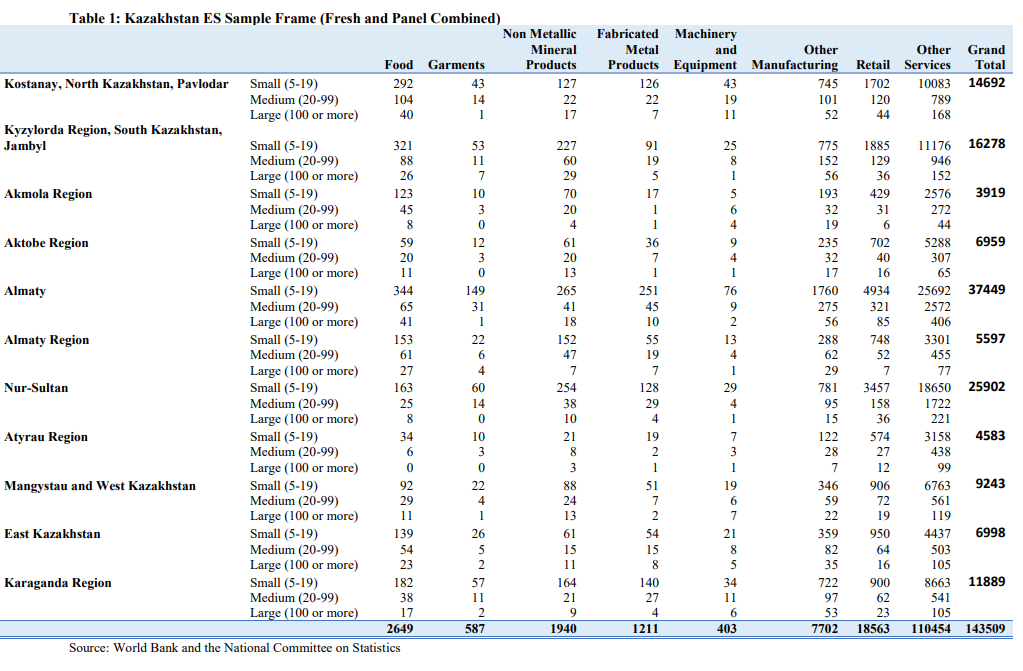 Table 1: Kazakhstan ES Sample Frame (Fresh and Panel Combined)
Non Metallic Fabricated Machinery
Mineral Metal and Other Other Grand
Food Garments Products Products Equipment Manufacturing Retail Services Total
Kostanay, North Kazakhstan, Pavlodar Small (5-19) 292 43 127 126 43 745 1702 10083 14692
Medium (20-99) 104 14 22 22 19 101 120 789
Large (100 or more) 40 1 17 7 11 52 44 168
Kyzylorda Region, South Kazakhstan,
Jambyl Small (5-19) 321 53 227 91 25 775 1885 11176 16278
Medium (20-99) 88 11 60 19 8 152 129 946
Large (100 or more) 26 7 29 5 1 56 36 152
Akmola Region Small (5-19) 123 10 70 17 5 193 429 2576 3919
Medium (20-99) 45 3 20 1 6 32 31 272
Large (100 or more) 8 0 4 1 4 19 6 44
Aktobe Region Small (5-19) 59 12 61 36 9 235 702 5288 6959
Medium (20-99) 20 3 20 7 4 32 40 307
Large (100 or more) 11 0 13 1 1 17 16 65
Almaty Small (5-19) 344 149 265 251 76 1760 4934 25692 37449
Medium (20-99) 65 31 41 45 9 275 321 2572
Large (100 or more) 41 1 18 10 2 56 85 406
Almaty Region Small (5-19) 153 22 152 55 13 288 748 3301 5597
Medium (20-99) 61 6 47 19 4 62 52 455
Large (100 or more) 27 4 7 7 1 29 7 77
Nur-Sultan Small (5-19) 163 60 254 128 29 781 3457 18650 25902
Medium (20-99) 25 14 38 29 4 95 158 1722
Large (100 or more) 8 0 10 4 1 15 36 221
Atyrau Region Small (5-19) 34 10 21 19 7 122 574 3158 4583
Medium (20-99) 6 3 8 2 3 28 27 438
Large (100 or more) 0 0 3 1 1 7 12 99
Mangystau and West Kazakhstan Small (5-19) 92 22 88 51 19 346 906 6763 9243
Medium (20-99) 29 4 24 7 6 59 72 561
Large (100 or more) 11 1 13 2 7 22 19 119
East Kazakhstan Small (5-19) 139 26 61 54 21 359 950 4437 6998
Medium (20-99) 54 5 15 15 8 82 64 503
Large (100 or more) 23 2 11 8 5 35 16 105
Karaganda Region Small (5-19) 182 57 164 140 34 722 900 8663 11889
Medium (20-99) 38 11 21 27 11 97 62 541
Large (100 or more) 17 2 9 4 6 53 23 105
2649 587 1940 1211 403 7702 18563 110454 143509
Source: World Bank and the National Committee on Statistics